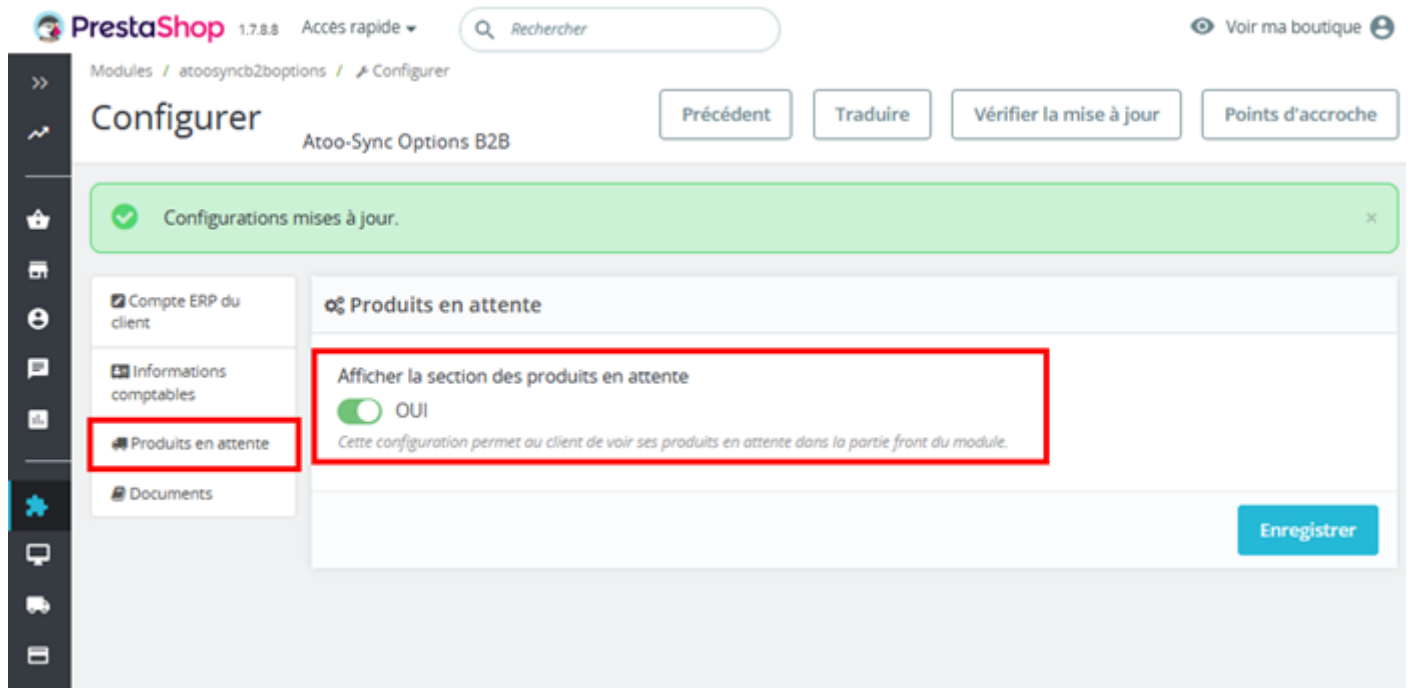 PrestaShop 1.7.8.8 Accès rapide Rechercher Voir ma boutique
Modules / atoosyncb2boptions / Configurer
Configurer
Atoo-Sync Options B2B
Précédent Traduire Vérifier la mise à jour Points d'accroche
Configurations mises à jour. ×
Compte ERP du
client
Informations
comptables
Produits en attente
Documents
Produits en attente
Afficher la section des produits en attente
OUI
Cette configuration permet au client de voir ses produits en attente dans la partie front du module.
Enregistrer